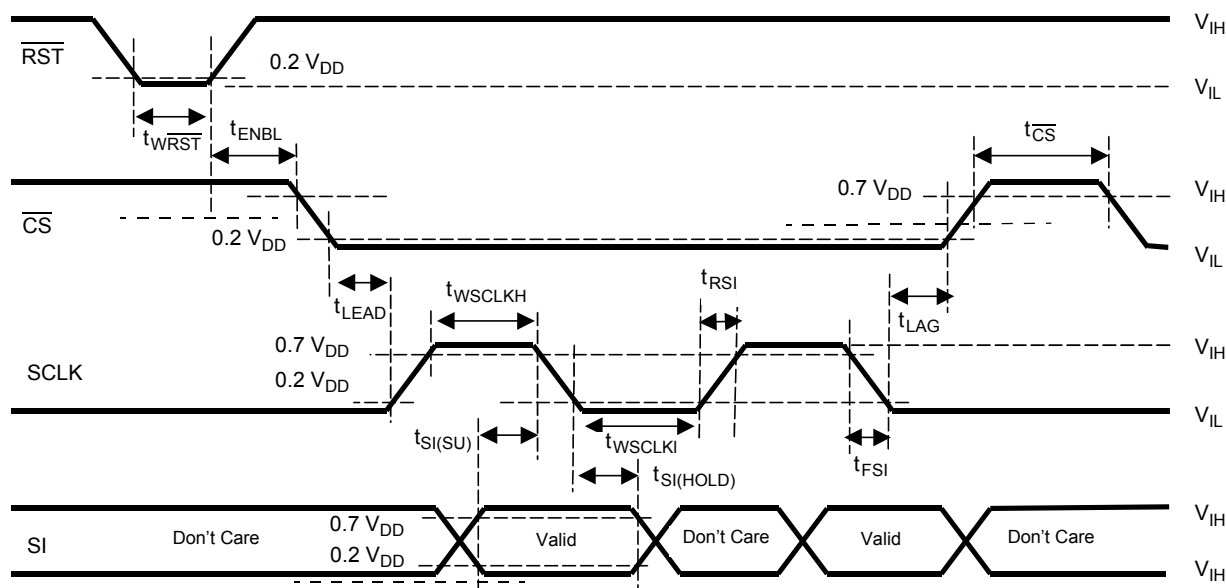 V_IH
RST
0.2 V_DD
V_IL
t_WRST
t_ENBL
t_CS
0.7 V_DD
V_IH
CS
0.2 V_DD
V_IL
t_LEAD
t_WSCLKH
t_RSI
t_LAG
0.7 V_DD
V_IH
SCLK
0.2 V_DD
V_IL
t_SI(SU)
t_WSCLKI
t_FSI
t_SI(HOLD)
0.7 V_DD
V_IH
SI
Don't Care
Valid
Don't Care
Valid
Don't Care
0.2 V_DD
V_IH